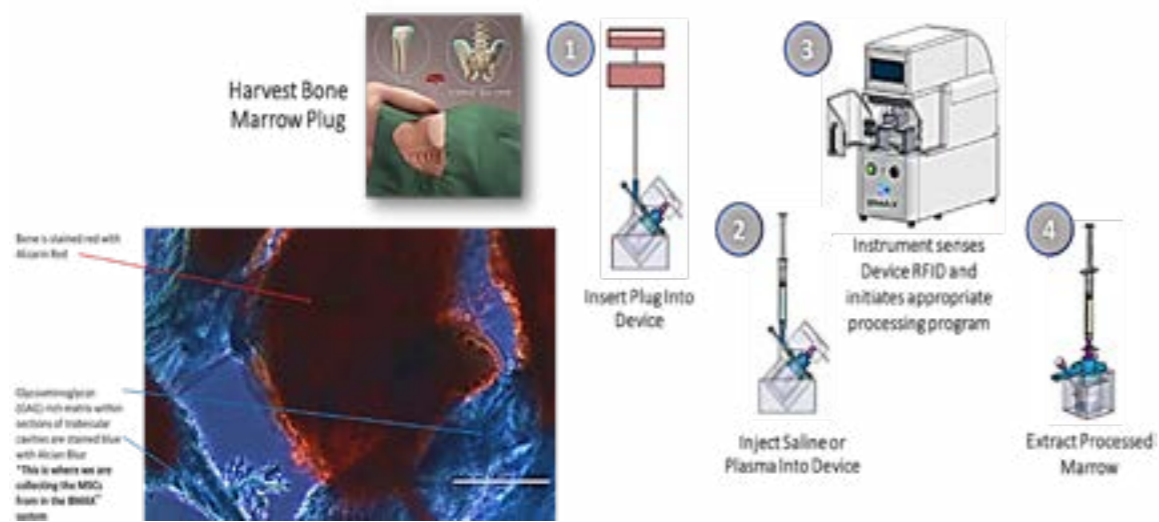 Harvest Bone
Marrow Plug
1
Insert Plug Into
Device
2
Inject Saline or
Plasma Into Device
3
Instrument senses
Device RFID and
initiates appropriate
processing program
4
Extract Processed
Marrow
Bone is stained red with
Alizarin Red
Glycosaminoglycan
(GAG) rich matrix within
sections of trabecular
cavities are stained blue
with Alcian Blue
*This is where we are
collecting the MSCs
from in the
system